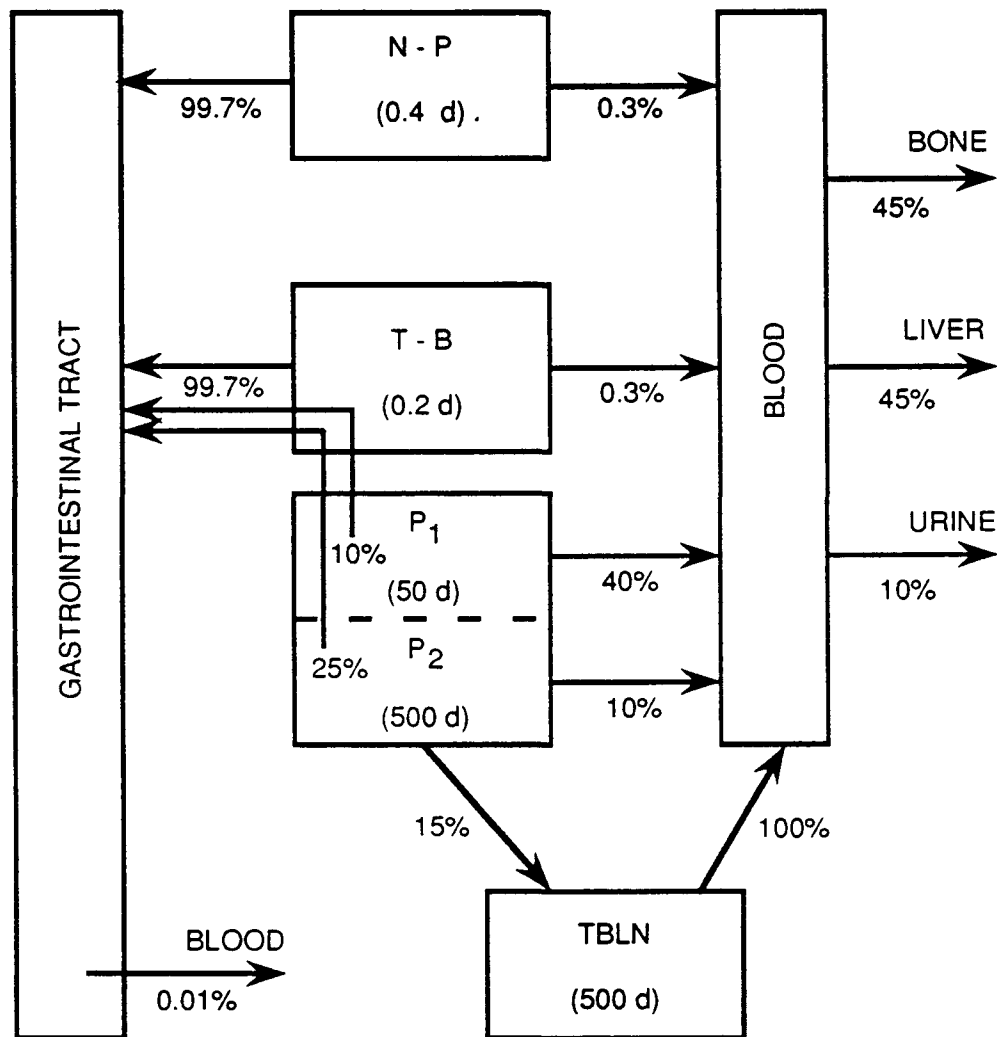 N - P
(0.4 d) .
99.7%
0.3%
BONE
45%
GASTROINTESTINAL TRACT
T - B
(0.2 d)
99.7%
0.3%
BLOOD
LIVER
45%
P1
10%
(50 d)
40%
URINE
10%
P2
25%
(500 d)
10%
15%
100%
TBLN
(500 d)
BLOOD
0.01%